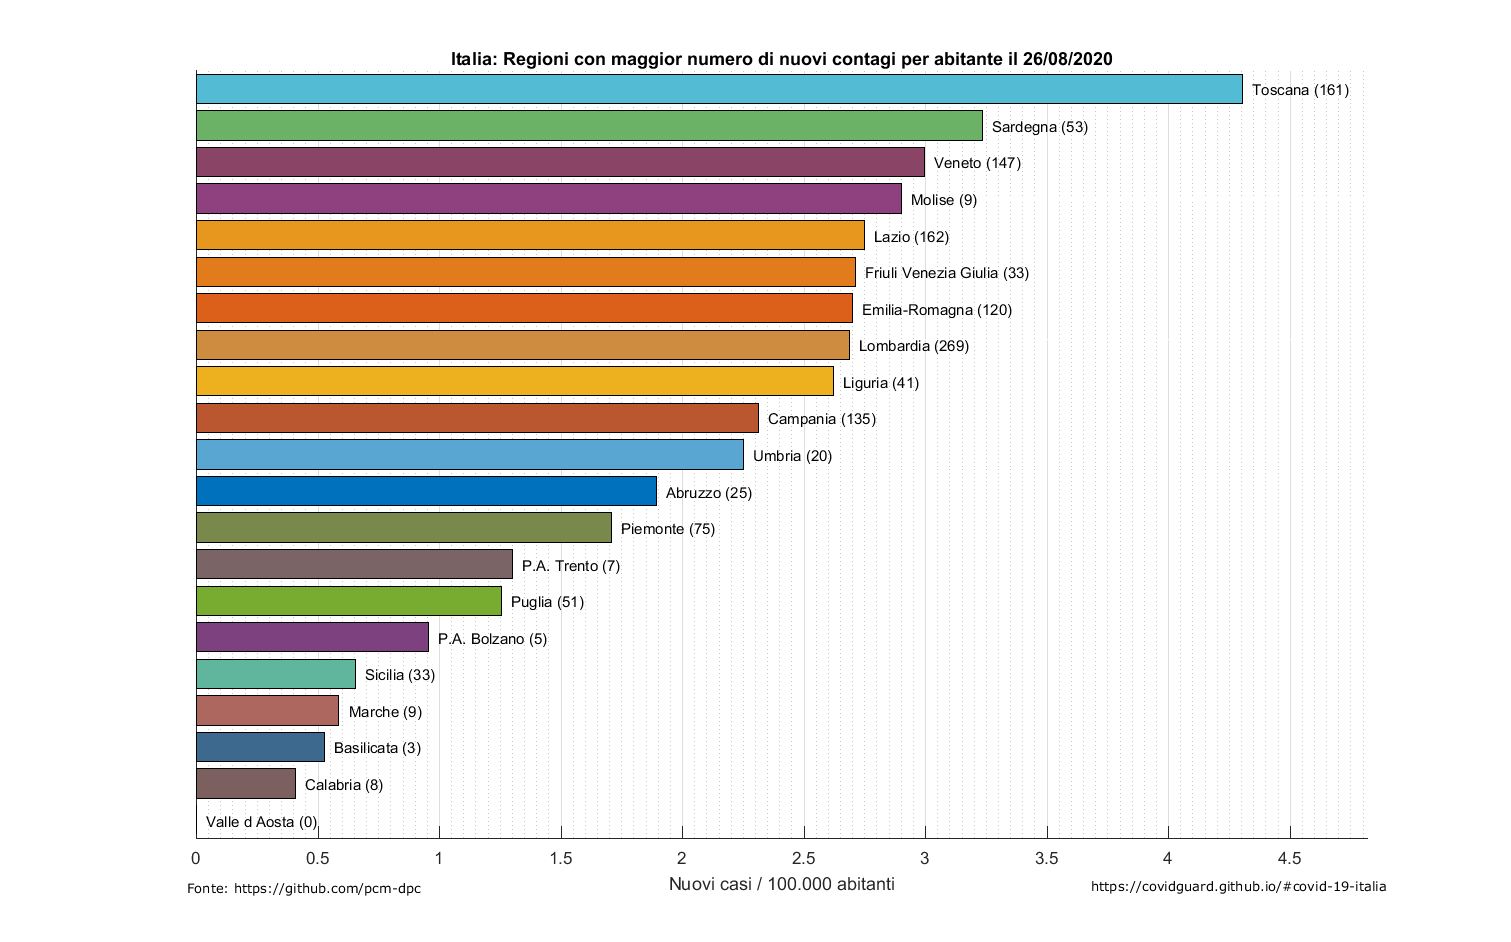 Italia: Regioni con maggior numero di nuovi contagi per abitante il 26/08/2020
Toscana (161)
Sardegna (53)
Veneto (147)
Molise (9)
Lazio (162)
Friuli Venezia Giulia (33)
Emilia-Romagna (120)
Lombardia (269)
Liguria (41)
Campania (135)
Umbria (20)
Abruzzo (25)
Piemonte (75)
P.A. Trento (7)
Puglia (51)
P.A. Bolzano (5)
Sicilia (33)
Marche (9)
Basilicata (3)
Calabria (8)
Valle d Aosta (0)
0 0.5 1 1.5 2 2.5 3 3.5 4 4.5
Nuovi casi / 100.000 abitanti
Fonte: https://github.com/pcm-dpc
https://covidguard.github.io/#covid-19-italia